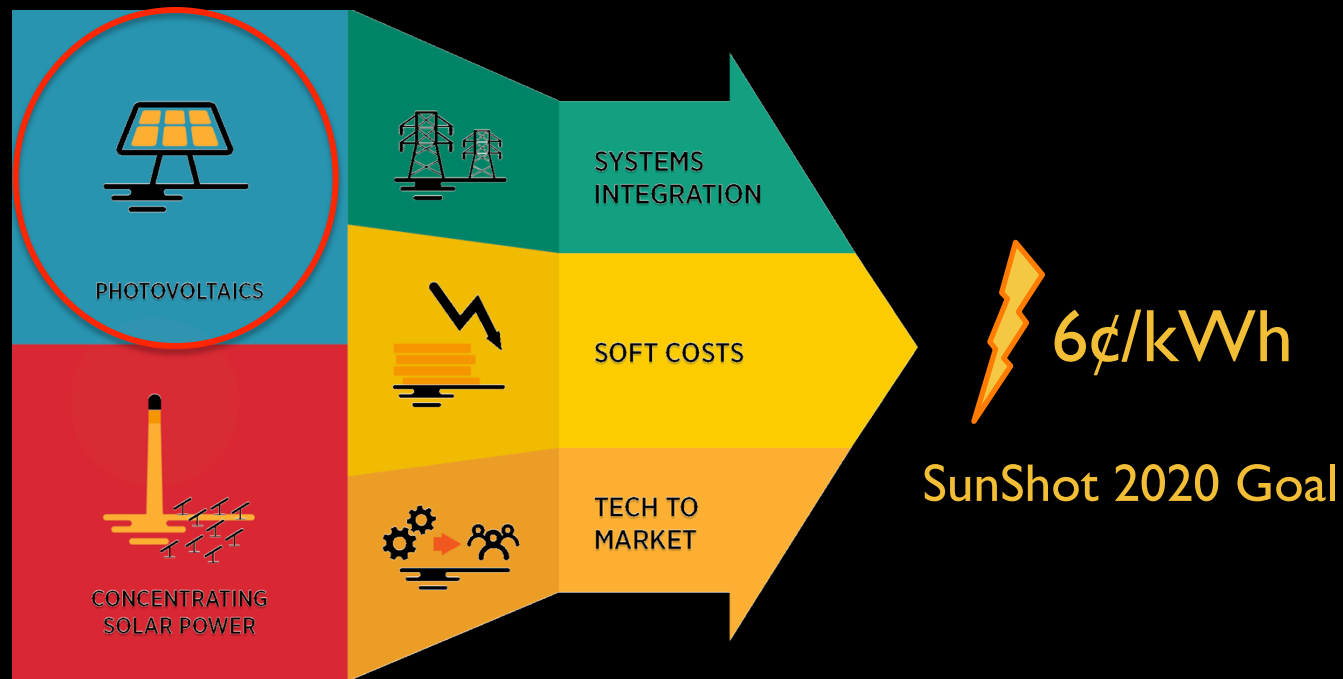 PHOTOVOLTAICS
CONCENTRATING
SOLAR POWER
SYSTEMS
INTEGRATION
SOFT COSTS
TECH TO
MARKET
6¢/kWh
SunShot 2020 Goal